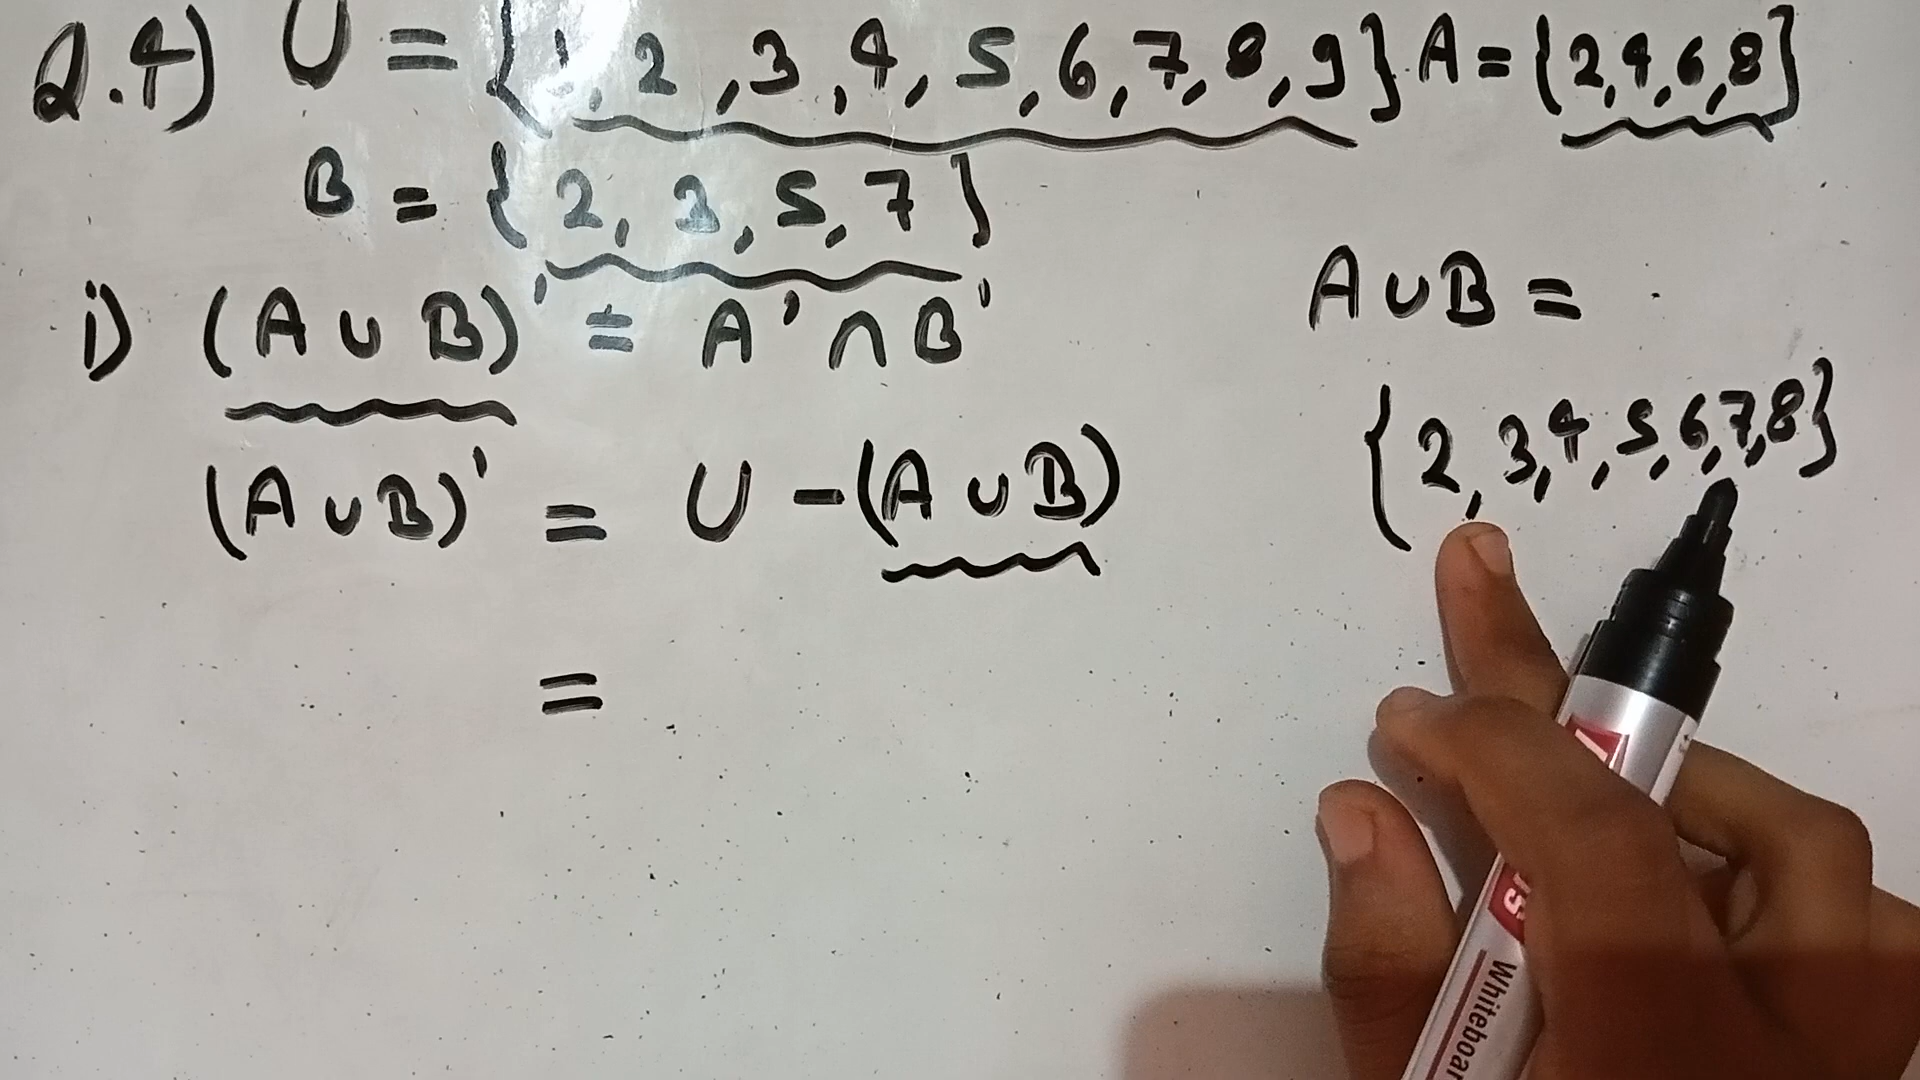 Q.4) U = {1,2,3,4,5,6,7,8,9} A = {2,4,6,8}
B = {2,3,5,7}
i) (A∪B)' = A'∩B'
A∪B =
{2,3,4,5,6,7,8}
(A∪B)' = U-(A∪B)
=
Whiteboar